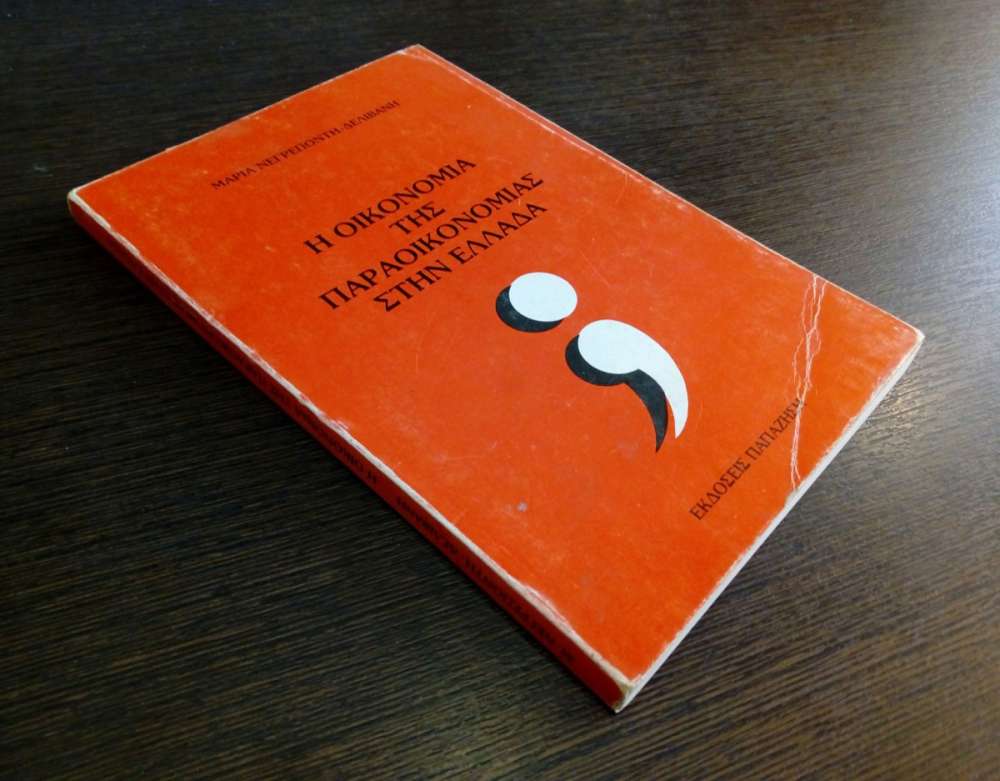 ΜΑΡΙΑ ΝΕΓΡΕΠΟΝΤΗ-ΔΕΛΙΒΑΝΗ
Η ΟΙΚΟΝΟΜΙΑ
ΤΗΣ
ΠΑΡΑΟΙΚΟΝΟΜΙΑΣ
ΣΤΗΝ ΕΛΛΑΔΑ
;
ΕΚΔΟΣΕΙΣ ΠΑΠΑΖΗΣΗ